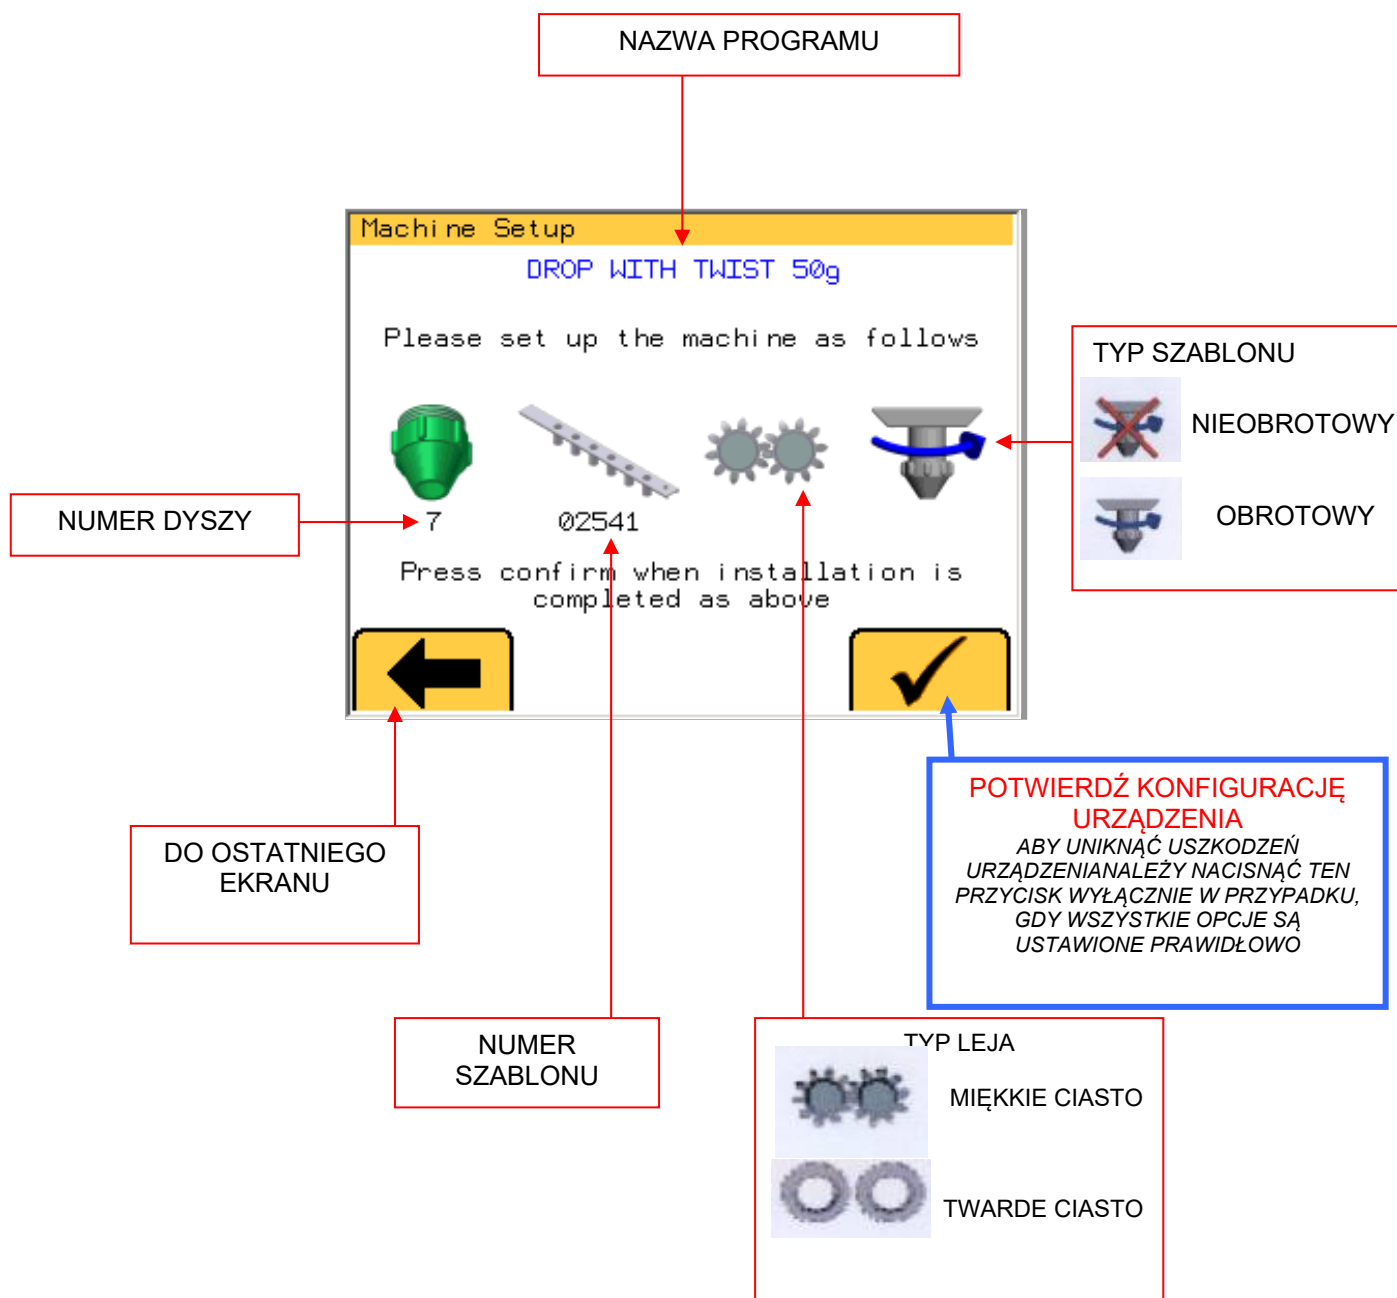 NAZWA PROGRAMU
Machine Setup
DROP WITH TWIST 50g
Please set up the machine as follows
TYP SZABLONU
NIEOBROTOWY
OBROTOWY
NUMER DYSZY
7
02541
Press confirm when installation is
completed as above
POTWIERDŹ KONFIGURACJĘ
URZĄDZENIA
ABY UNIKNĄĆ USZKODZEŃ
URZĄDZENIANALEŻY NACISNĄĆ TEN
PRZYCISK WYŁĄCZNIE W PRZYPADKU,
GDY WSZYSTKIE OPCJE SĄ
USTAWIONE PRAWIDŁOWO
DO OSTATNIEGO
EKRANU
NUMER
SZABLONU
TYP LEJA
MIĘKKIE CIASTO
TWARDE CIASTO